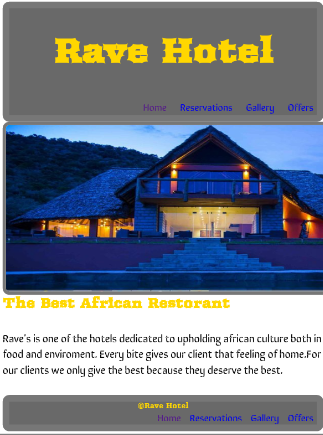 Rave Hotel
Home Reservations Gallery Offers
The Best African Restorant
Rave's is one of the hotels dedicated to upholding african culture both in
food and enviroment. Every bite gives our client that feeling of home.For
our clients we only give the best because they deserve the best.
©Rave Hotel
Home Reservations Gallery Offers